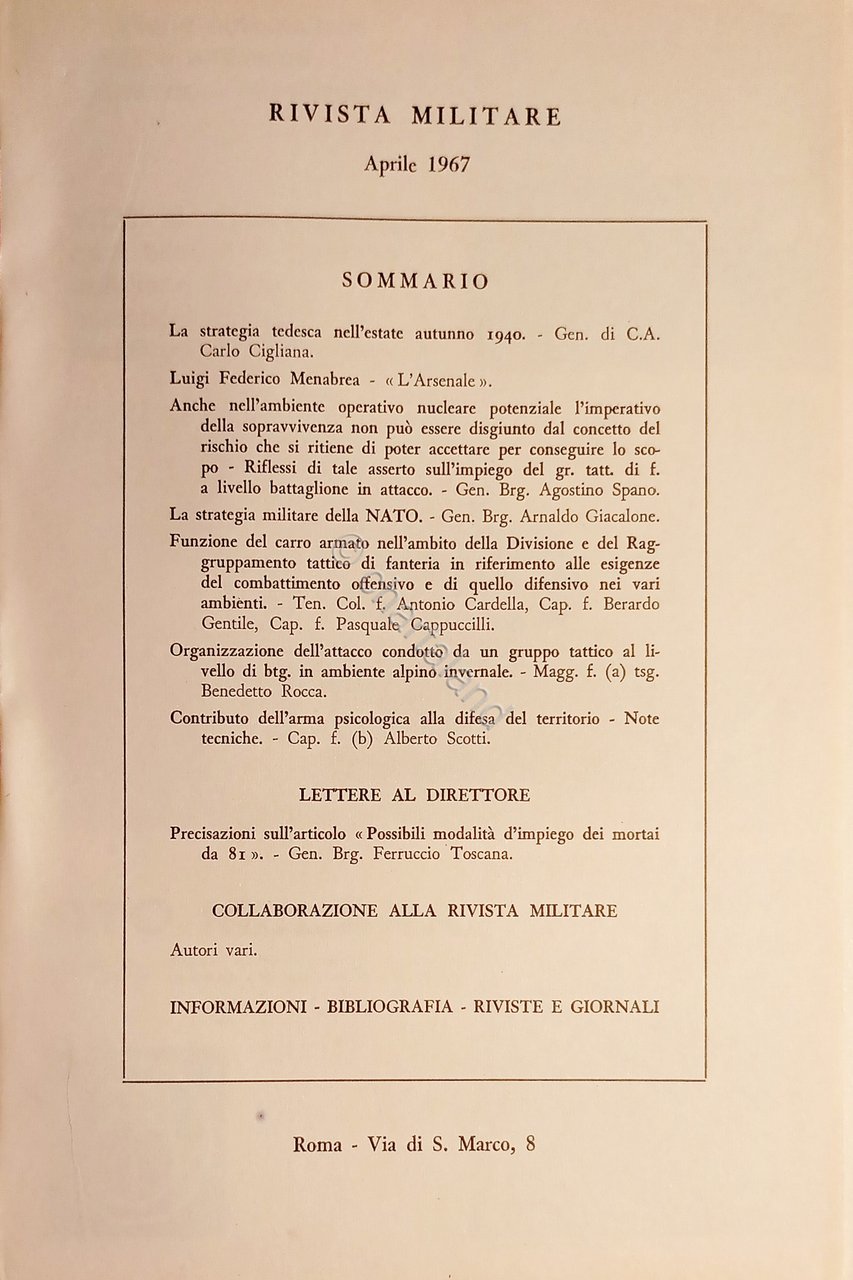 RIVISTA MILITARE
Aprile 1967
SOMMARIO
La strategia tedesca nell'estate autunno 1940. - Gen. di C.A.
Carlo Cigliana.
Luigi Federico Menabrea - « L'Arsenale ».
Anche nell'ambiente operativo nucleare potenziale l'imperativo
della sopravvivenza non può essere disgiunto dal concetto del
rischio che si ritiene di poter accettare per conseguire lo sco-
po - Riflessi di tale asserto sull'impiego del gr. tatt. di f.
a livello battaglione in attacco. - Gen. Brg. Agostino Spano.
La strategia militare della NATO. - Gen. Brg. Arnaldo Giacalone.
Funzione del carro armato nell'ambito della Divisione e del Rag-
gruppamento tattico di fanteria in riferimento alle esigenze
del combattimento offensivo e di quello difensivo nei vari
ambienti. - Ten. Col. f. Antonio Cardella, Cap. f. Berardo
Gentile, Cap. f. Pasquale Cappuccilli.
Organizzazione dell'attacco condotto da un gruppo tattico al li-
vello di btg. in ambiente alpino invernale. - Magg. f. (a) tsg.
Benedetto Rocca.
Contributo dell'arma psicologica alla difesa del territorio - Note
tecniche. - Cap. f. (b) Alberto Scotti.
LETTERE AL DIRETTORE
Precisazioni sull'articolo « Possibili modalità d'impiego dei mortai
da 81 ». - Gen. Brg. Ferruccio Toscana.
COLLABORAZIONE ALLA RIVISTA MILITARE
Autori vari.
INFORMAZIONI - BIBLIOGRAFIA - RIVISTE E GIORNALI
Roma - Via di S. Marco, 8